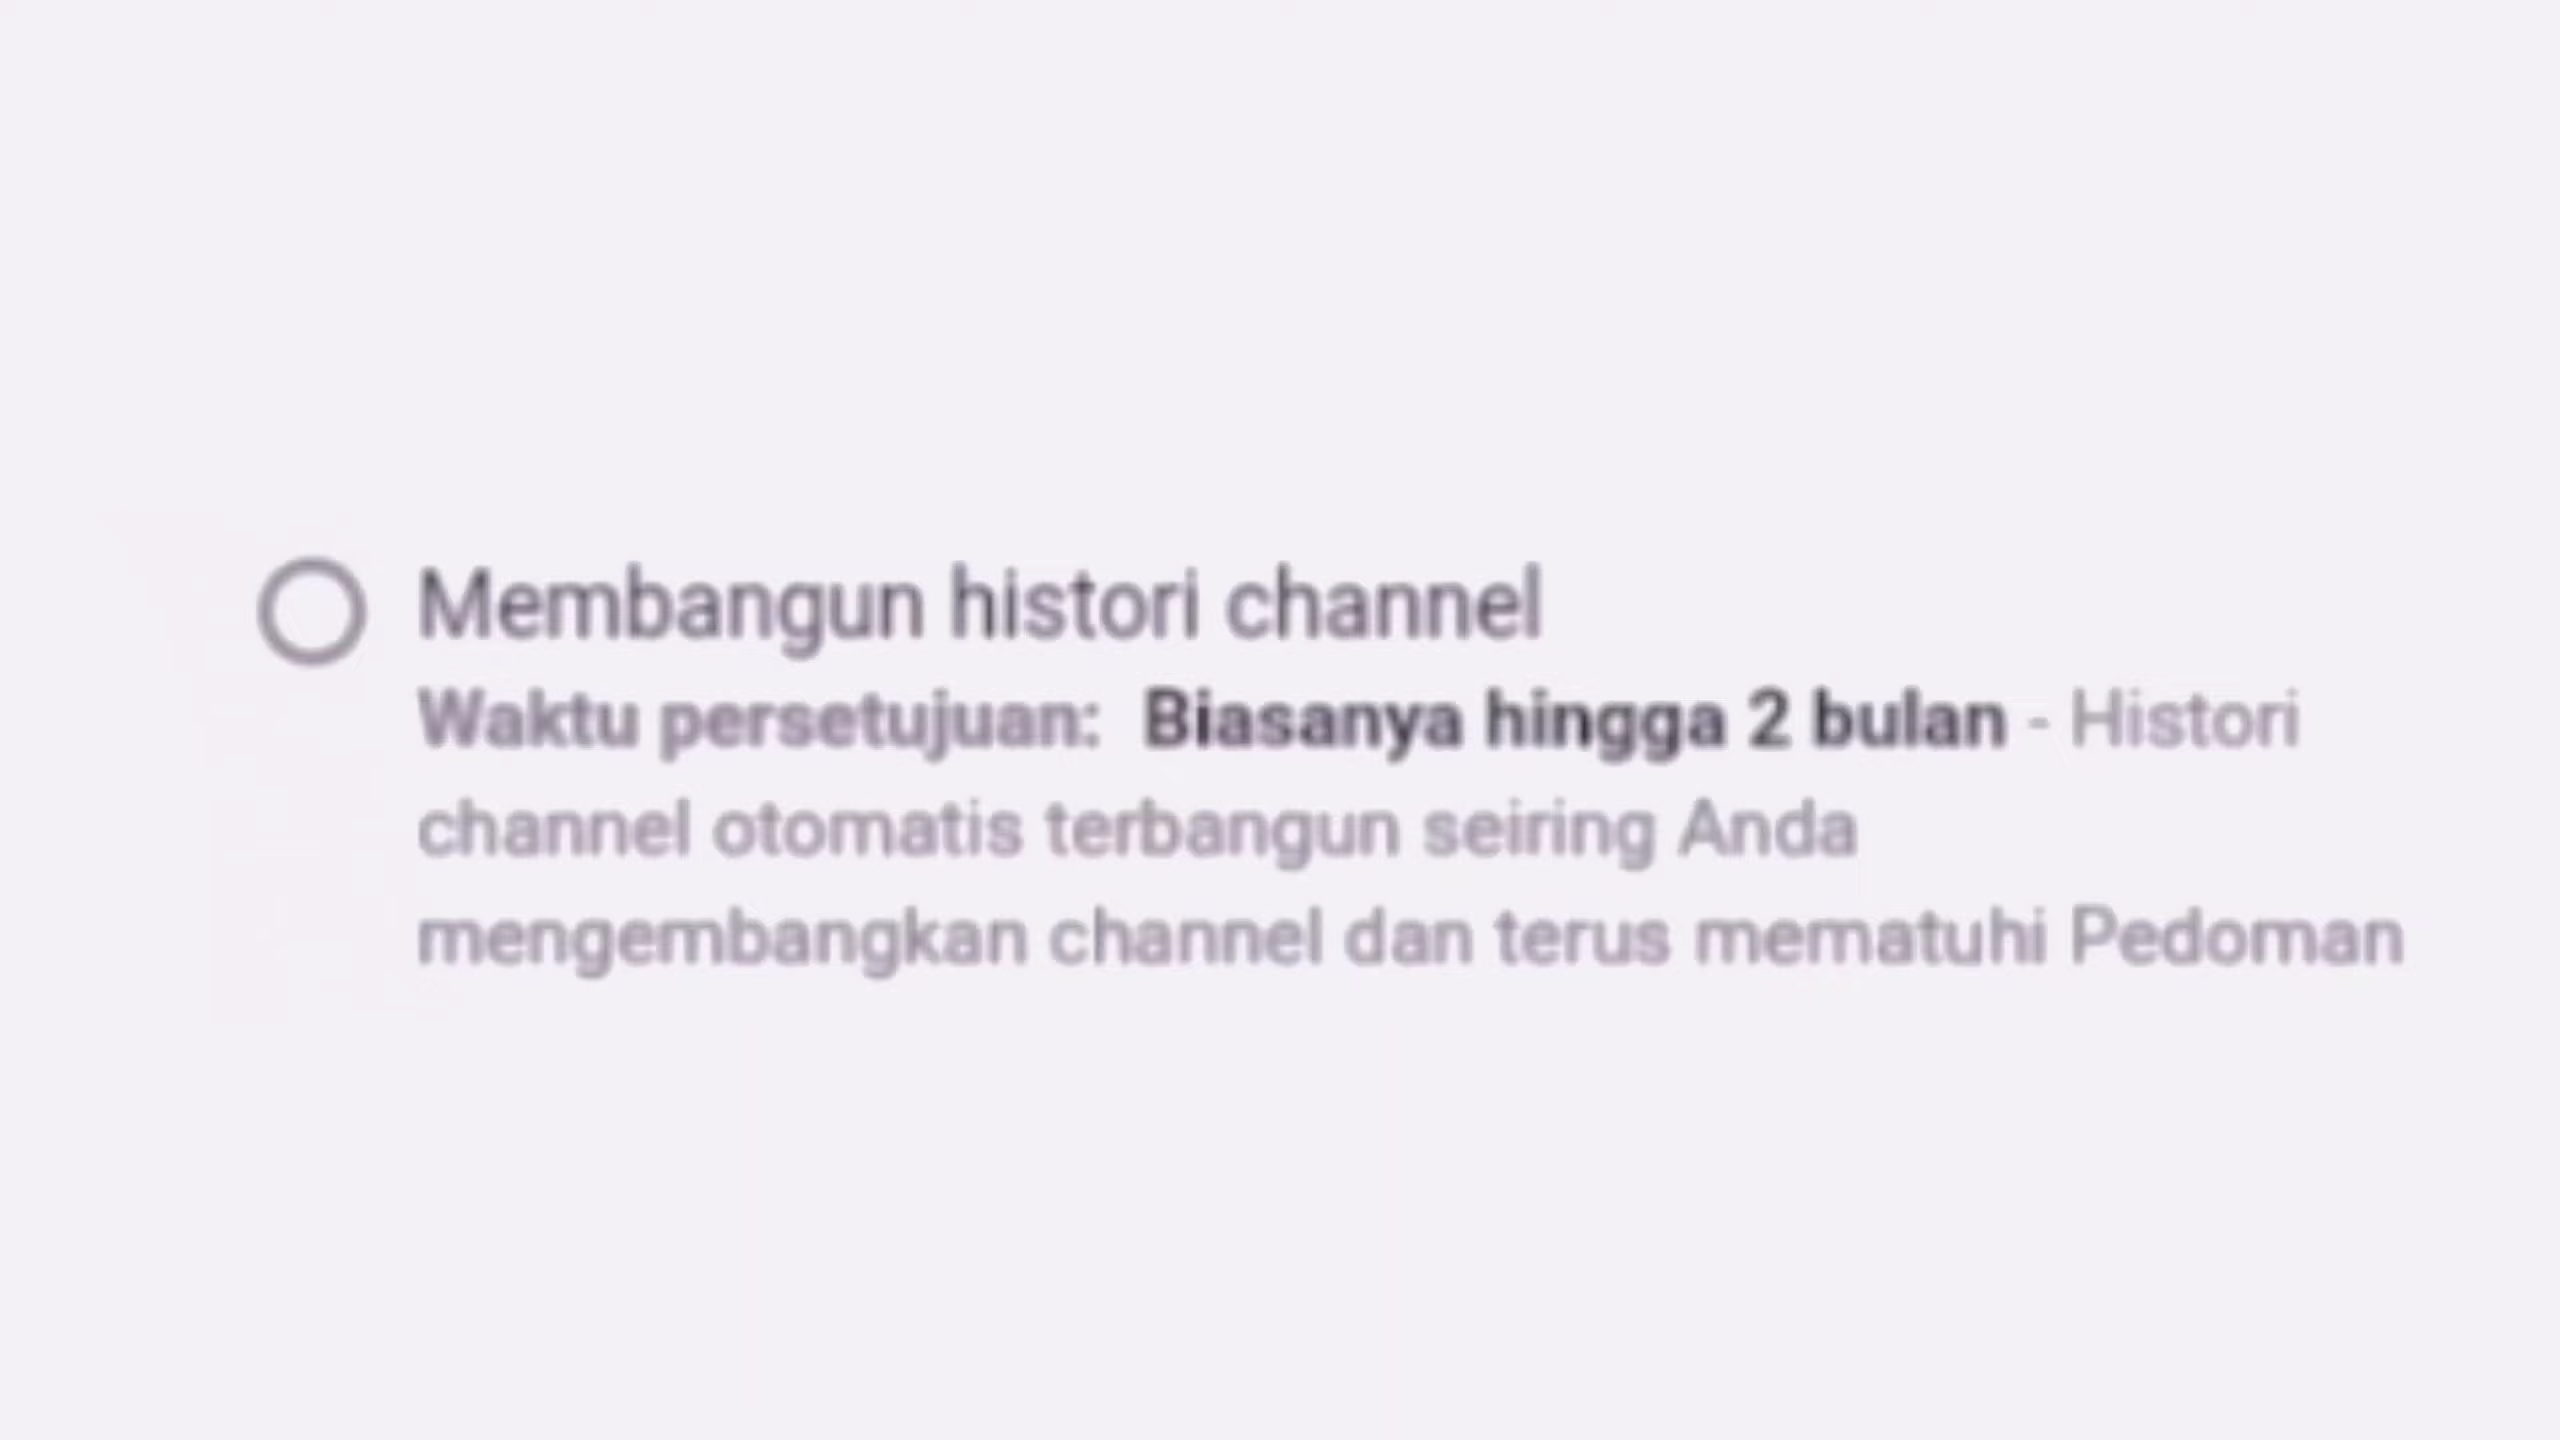 Membangun histori channel
Waktu persetujuan: Biasanya hingga 2 bulan - Histori
channel otomatis terbangun seiring Anda
mengembangkan channel dan terus mematuhi Pedoman